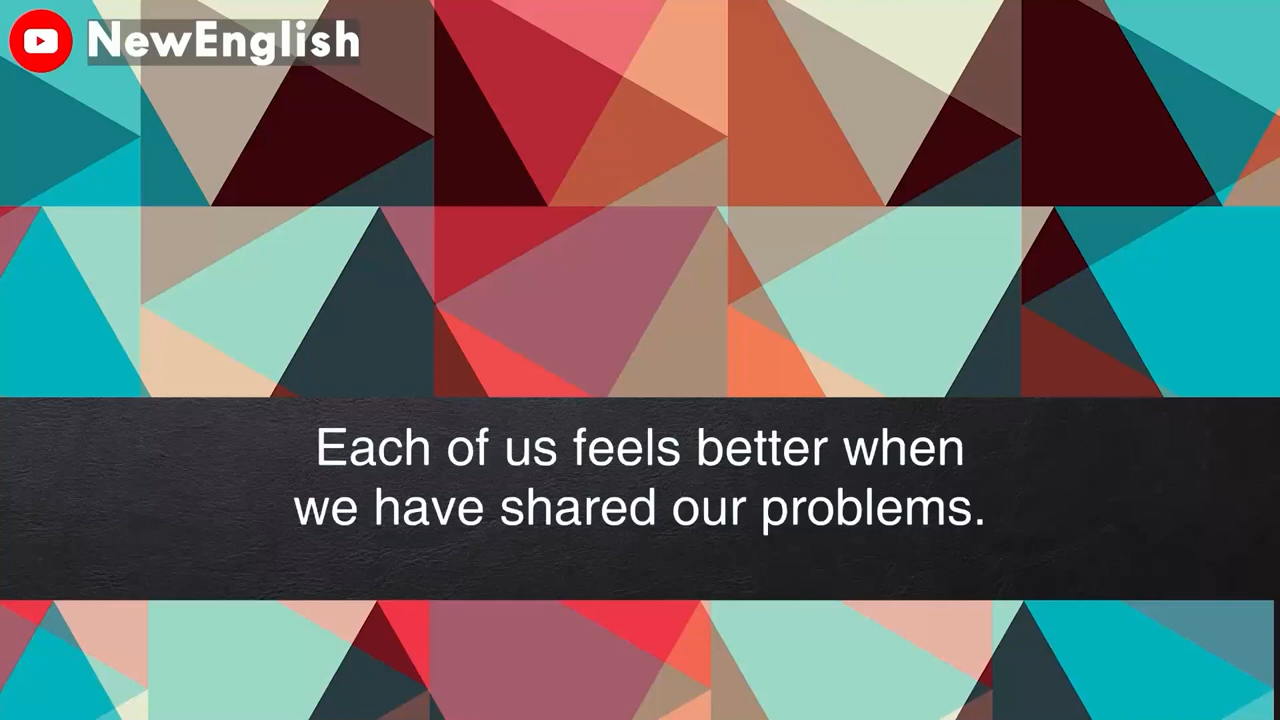 NewEnglish
Each of us feels better when
we have shared our problems.